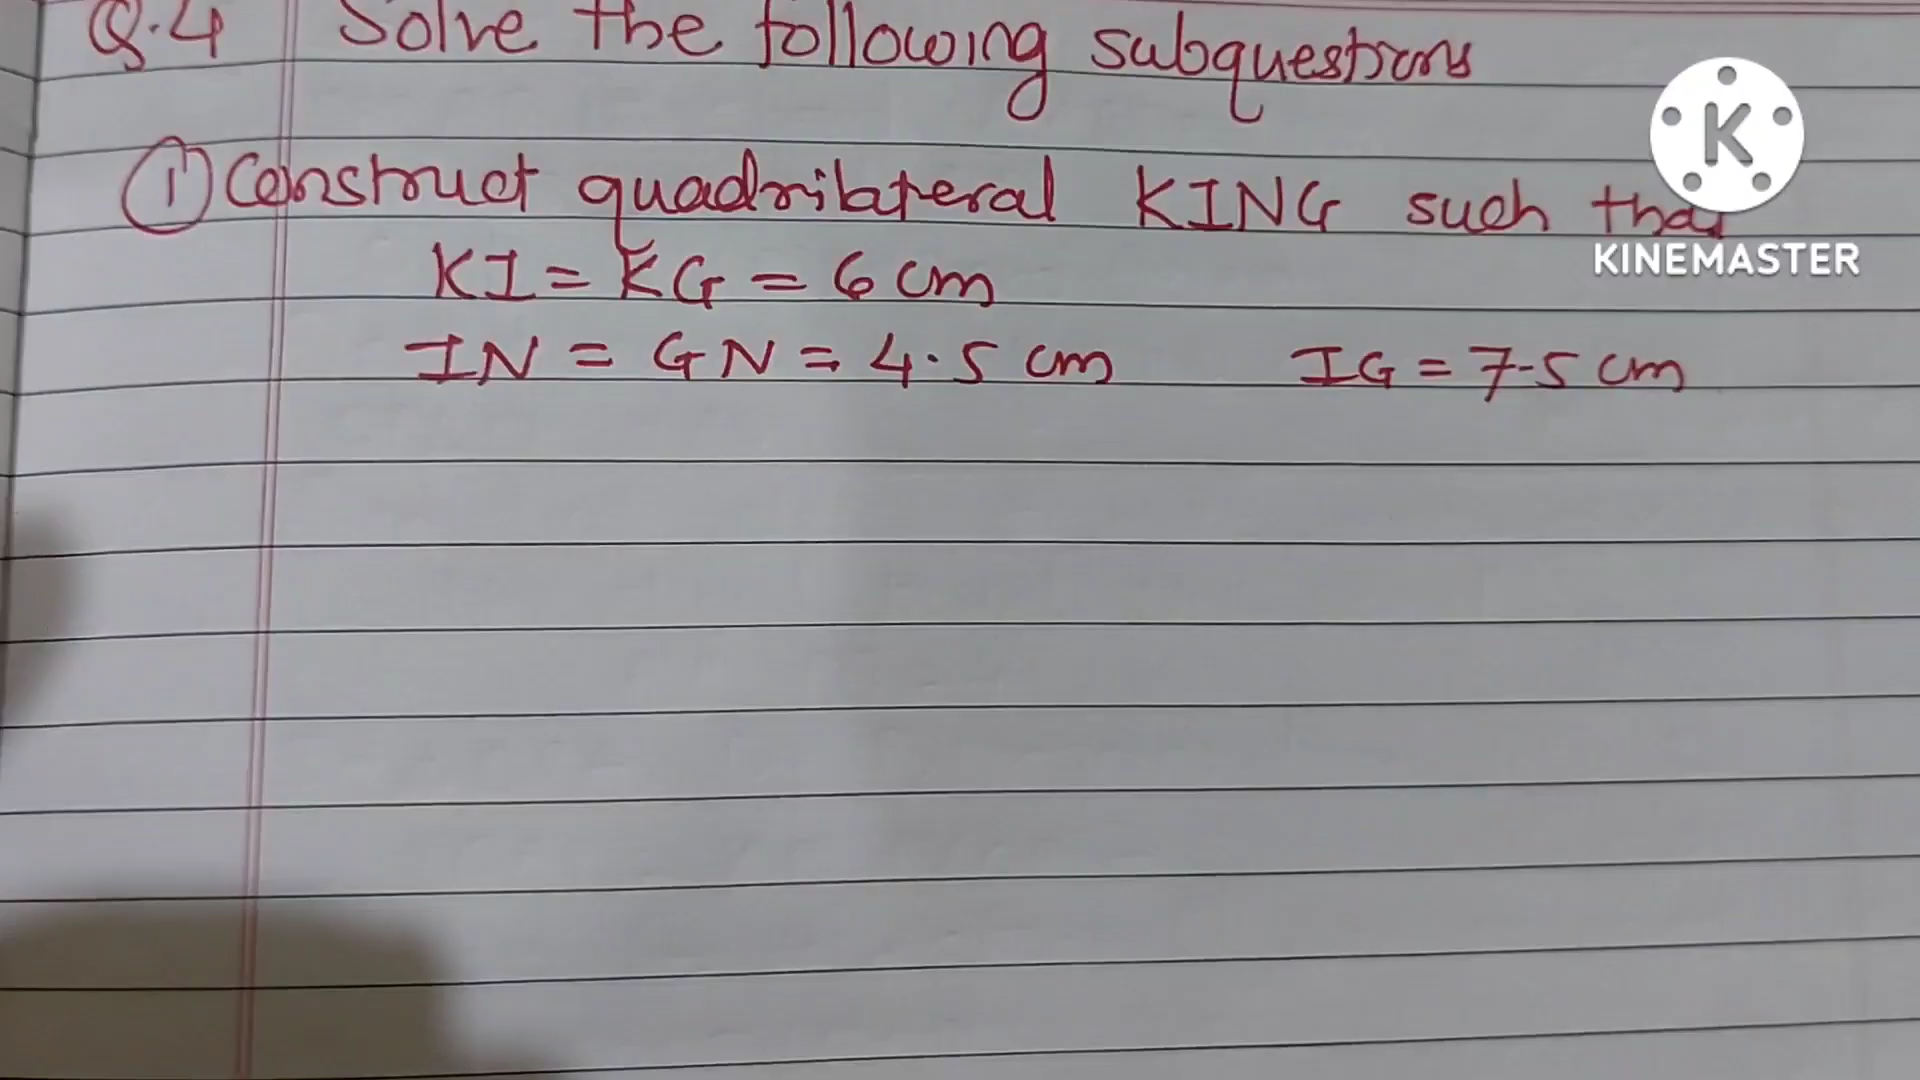 Q.4 Solve the following subquestions
① Construct quadrilateral KING such that
KI = KG = 6 cm
IN = GN = 4.5 cm IG = 7.5 cm
K
KINEMASTER